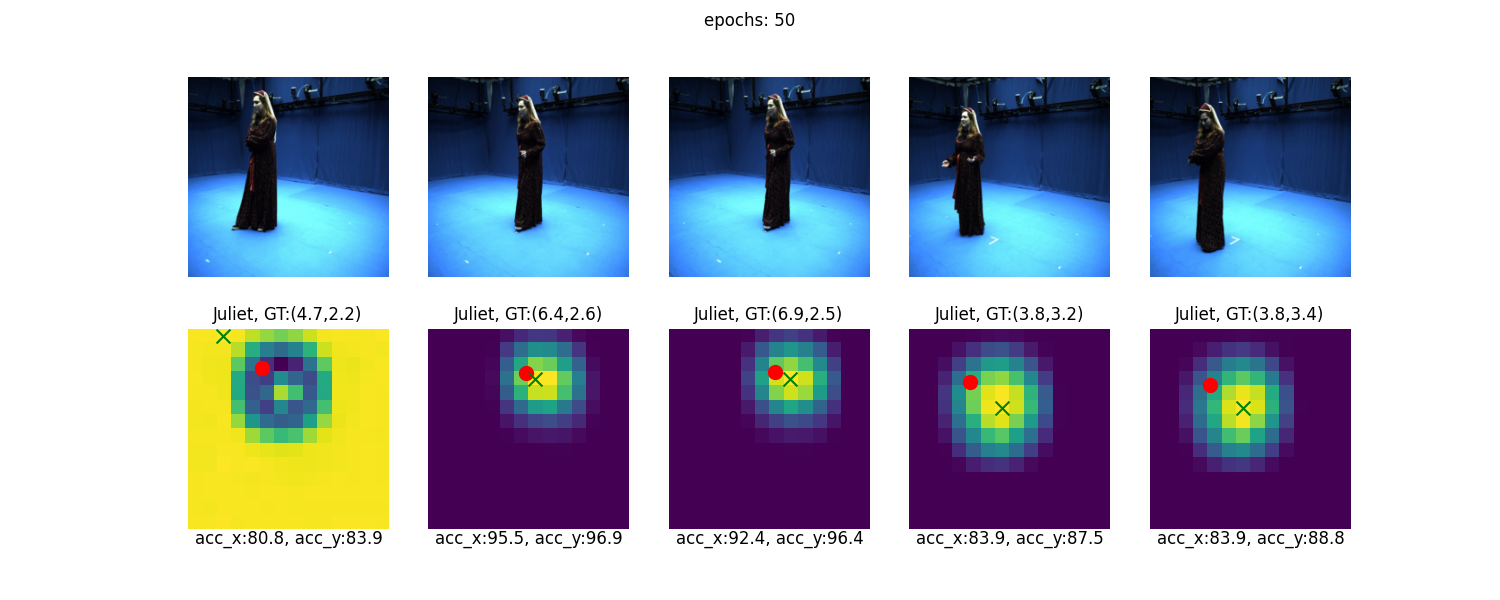 epochs: 50
Juliet, GT:(4.7,2.2)
Juliet, GT:(6.4,2.6)
Juliet, GT:(6.9,2.5)
Juliet, GT:(3.8,3.2)
Juliet, GT:(3.8,3.4)
acc_x:80.8, acc_y:83.9
acc_x:95.5, acc_y:96.9
acc_x:92.4, acc_y:96.4
acc_x:83.9, acc_y:87.5
acc_x:83.9, acc_y:88.8